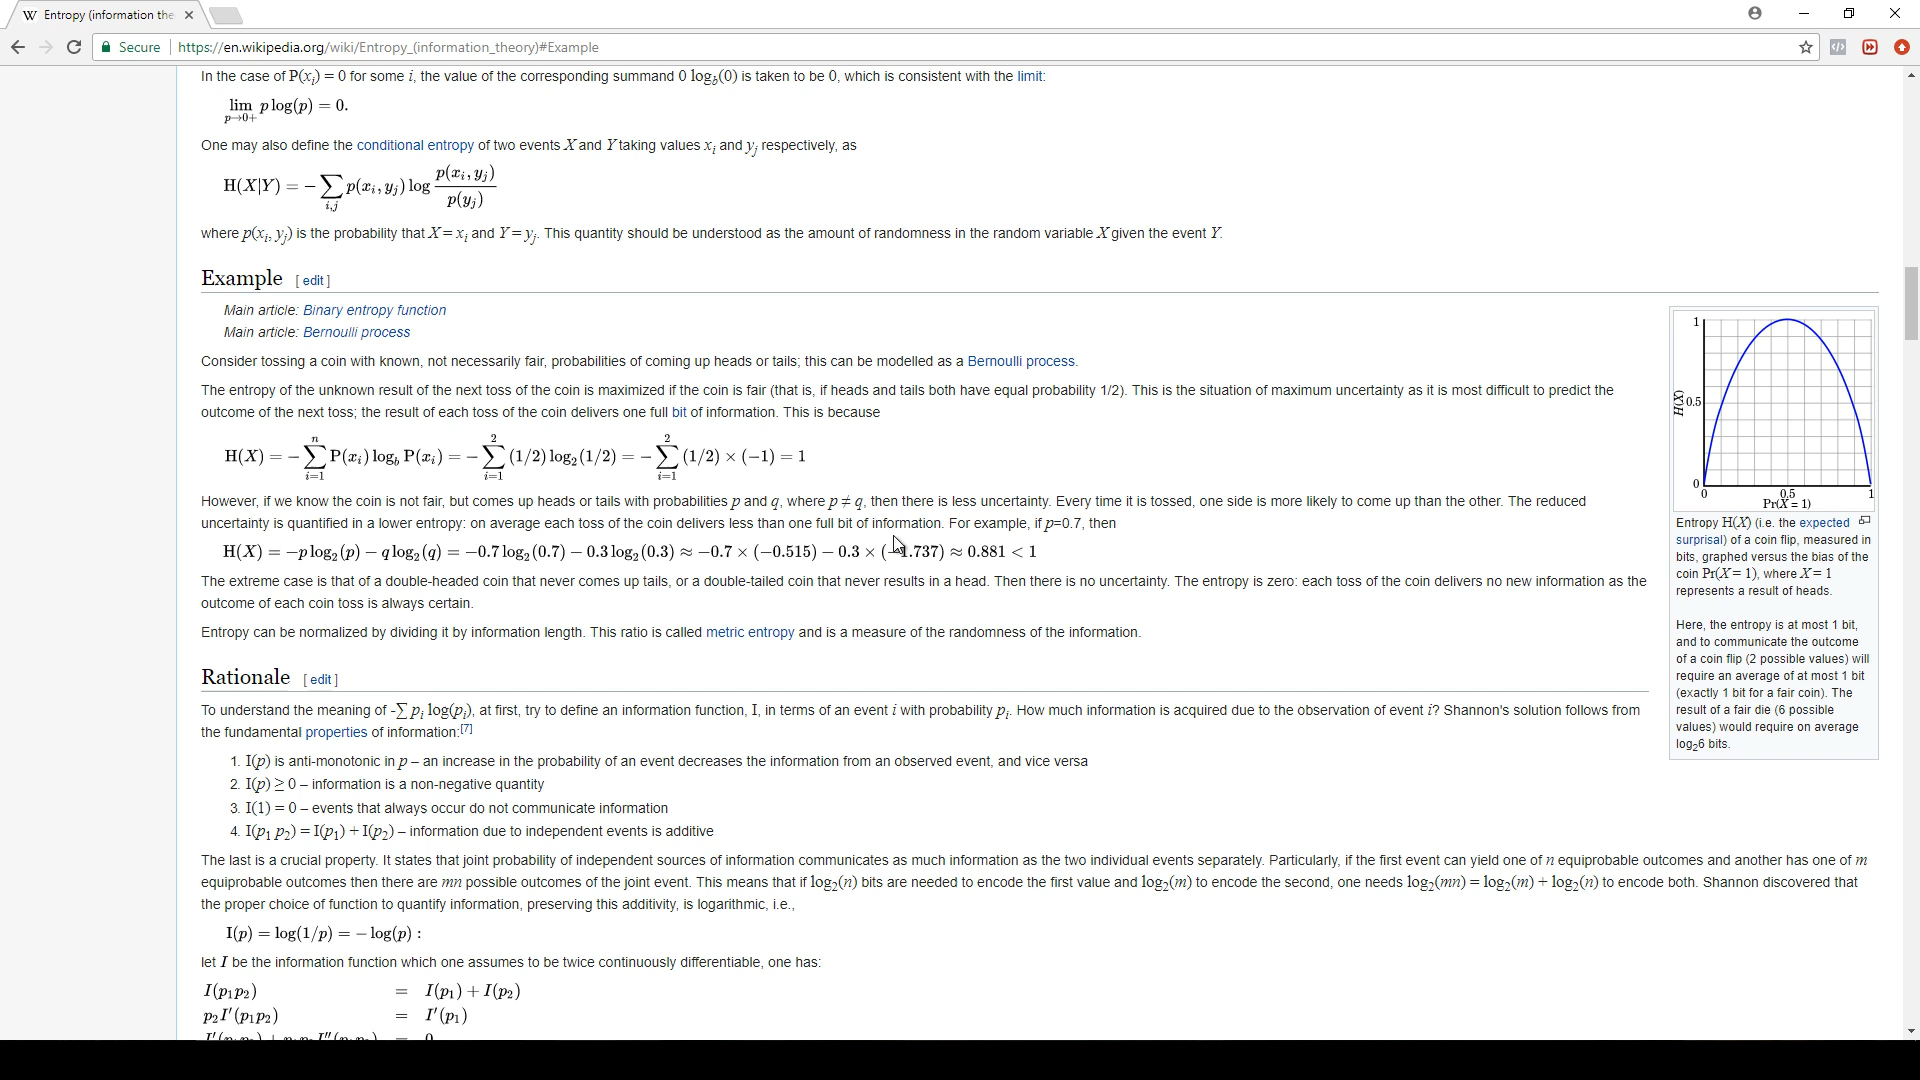 Entropy (information the
Secure https://en.wikipedia.org/wiki/Entropy_(information_theory)#Example
In the case of P(xᵢ) = 0 for some i, the value of the corresponding summand 0 log_b(0) is taken to be 0, which is consistent with the limit:
lim p→0+ p log(p) = 0.
One may also define the conditional entropy of two events X and Y taking values xᵢ and yⱼ respectively, as
H(X|Y) = − ∑i,j p(xᵢ, yⱼ) log p(xᵢ, yⱼ) / p(yⱼ)
where p(xᵢ, yⱼ) is the probability that X = xᵢ and Y = yⱼ. This quantity should be understood as the amount of randomness in the random variable X given the event Y.
Example [ edit ]
Main article: Binary entropy function
Main article: Bernoulli process
Consider tossing a coin with known, not necessarily fair, probabilities of coming up heads or tails; this can be modelled as a Bernoulli process.
The entropy of the unknown result of the next toss of the coin is maximized if the coin is fair (that is, if heads and tails both have equal probability 1/2). This is the situation of maximum uncertainty as it is most difficult to predict the
outcome of the next toss; the result of each toss of the coin delivers one full bit of information. This is because
H(X) = − ∑ i=1 n P(xᵢ) log_b P(xᵢ) = − ∑ i=1 2 (1/2) log₂(1/2) = − ∑ i=1 2 (1/2) × (−1) = 1
However, if we know the coin is not fair, but comes up heads or tails with probabilities p and q, where p ≠ q, then there is less uncertainty. Every time it is tossed, one side is more likely to come up than the other. The reduced
uncertainty is quantified in a lower entropy: on average each toss of the coin delivers less than one full bit of information. For example, if p=0.7, then
H(X) = −p log₂(p) − q log₂(q) = −0.7 log₂(0.7) − 0.3 log₂(0.3) ≈ −0.7 × (−0.515) − 0.3 × (−1.737) ≈ 0.881 < 1
The extreme case is that of a double-headed coin that never comes up tails, or a double-tailed coin that never results in a head. Then there is no uncertainty. The entropy is zero: each toss of the coin delivers no new information as the
outcome of each coin toss is always certain.
Entropy can be normalized by dividing it by information length. This ratio is called metric entropy and is a measure of the randomness of the information.
1
H(X) 0.5
0
0 0.5 1
Pr(X = 1)
Entropy H(X) (i.e. the expected
surprisal) of a coin flip, measured in
bits, graphed versus the bias of the
coin Pr(X = 1), where X = 1
represents a result of heads.
Here, the entropy is at most 1 bit,
and to communicate the outcome
of a coin flip (2 possible values) will
require an average of at most 1 bit
(exactly 1 bit for a fair coin). The
result of a fair die (6 possible
values) would require on average
log₂6 bits.
Rationale [ edit ]
To understand the meaning of -∑ pᵢ log(pᵢ), at first, try to define an information function, I, in terms of an event i with probability pᵢ. How much information is acquired due to the observation of event i? Shannon's solution follows from
the fundamental properties of information:[7]
1. I(p) is anti-monotonic in p – an increase in the probability of an event decreases the information from an observed event, and vice versa
2. I(p) ≥ 0 – information is a non-negative quantity
3. I(1) = 0 – events that always occur do not communicate information
4. I(p₁ p₂) = I(p₁) + I(p₂) – information due to independent events is additive
The last is a crucial property. It states that joint probability of independent sources of information communicates as much information as the two individual events separately. Particularly, if the first event can yield one of n equiprobable outcomes and another has one of m
equiprobable outcomes then there are mn possible outcomes of the joint event. This means that if log₂(n) bits are needed to encode the first value and log₂(m) to encode the second, one needs log₂(mn) = log₂(m) + log₂(n) to encode both. Shannon discovered that
the proper choice of function to quantify information, preserving this additivity, is logarithmic, i.e.,
I(p) = log(1/p) = − log(p) :
let I be the information function which one assumes to be twice continuously differentiable, one has:
I(p₁p₂) = I(p₁) + I(p₂)
p₂I′(p₁p₂) = I′(p₁)